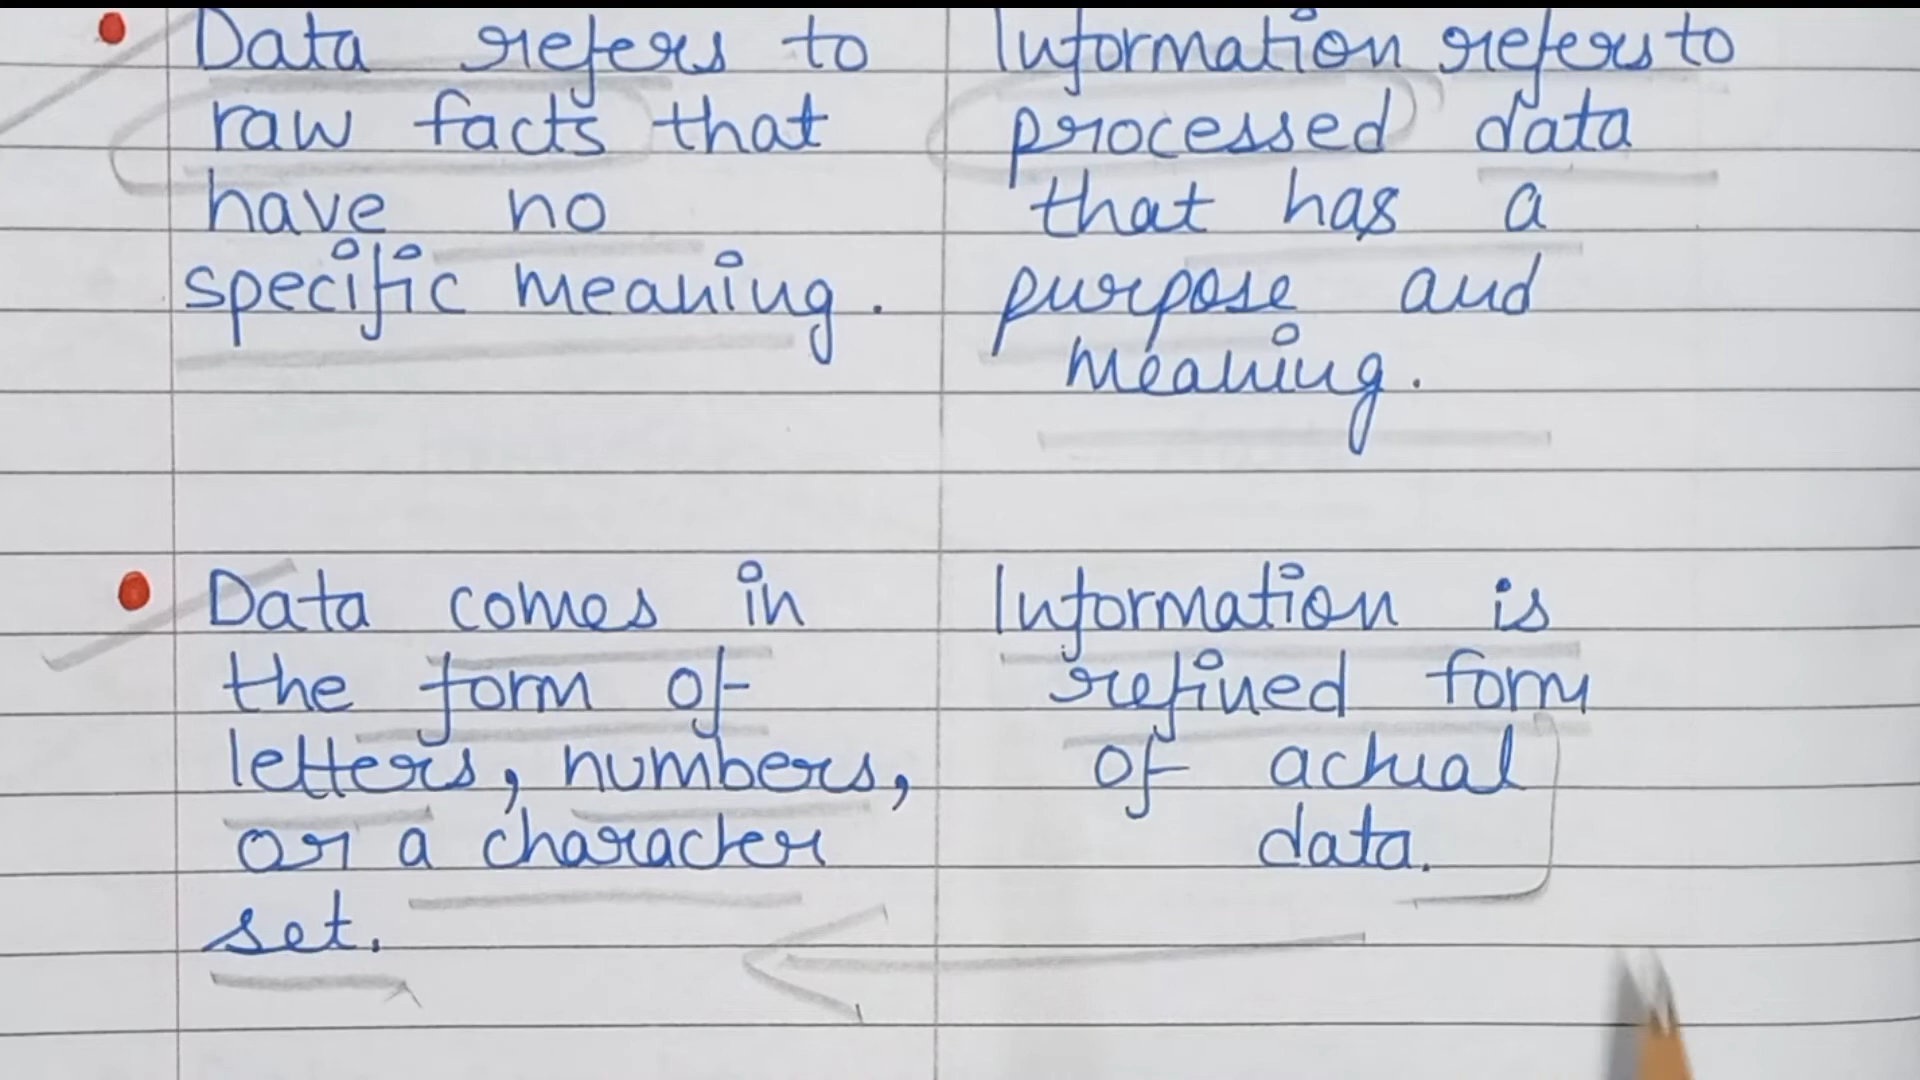 Data refers to
raw facts that
have no
specific meaning.
Information refers to
processed data
that has a
purpose and
meaning.
Data comes in
the form of
letters, numbers,
or a character
set.
Information is
refined form
of actual
data.